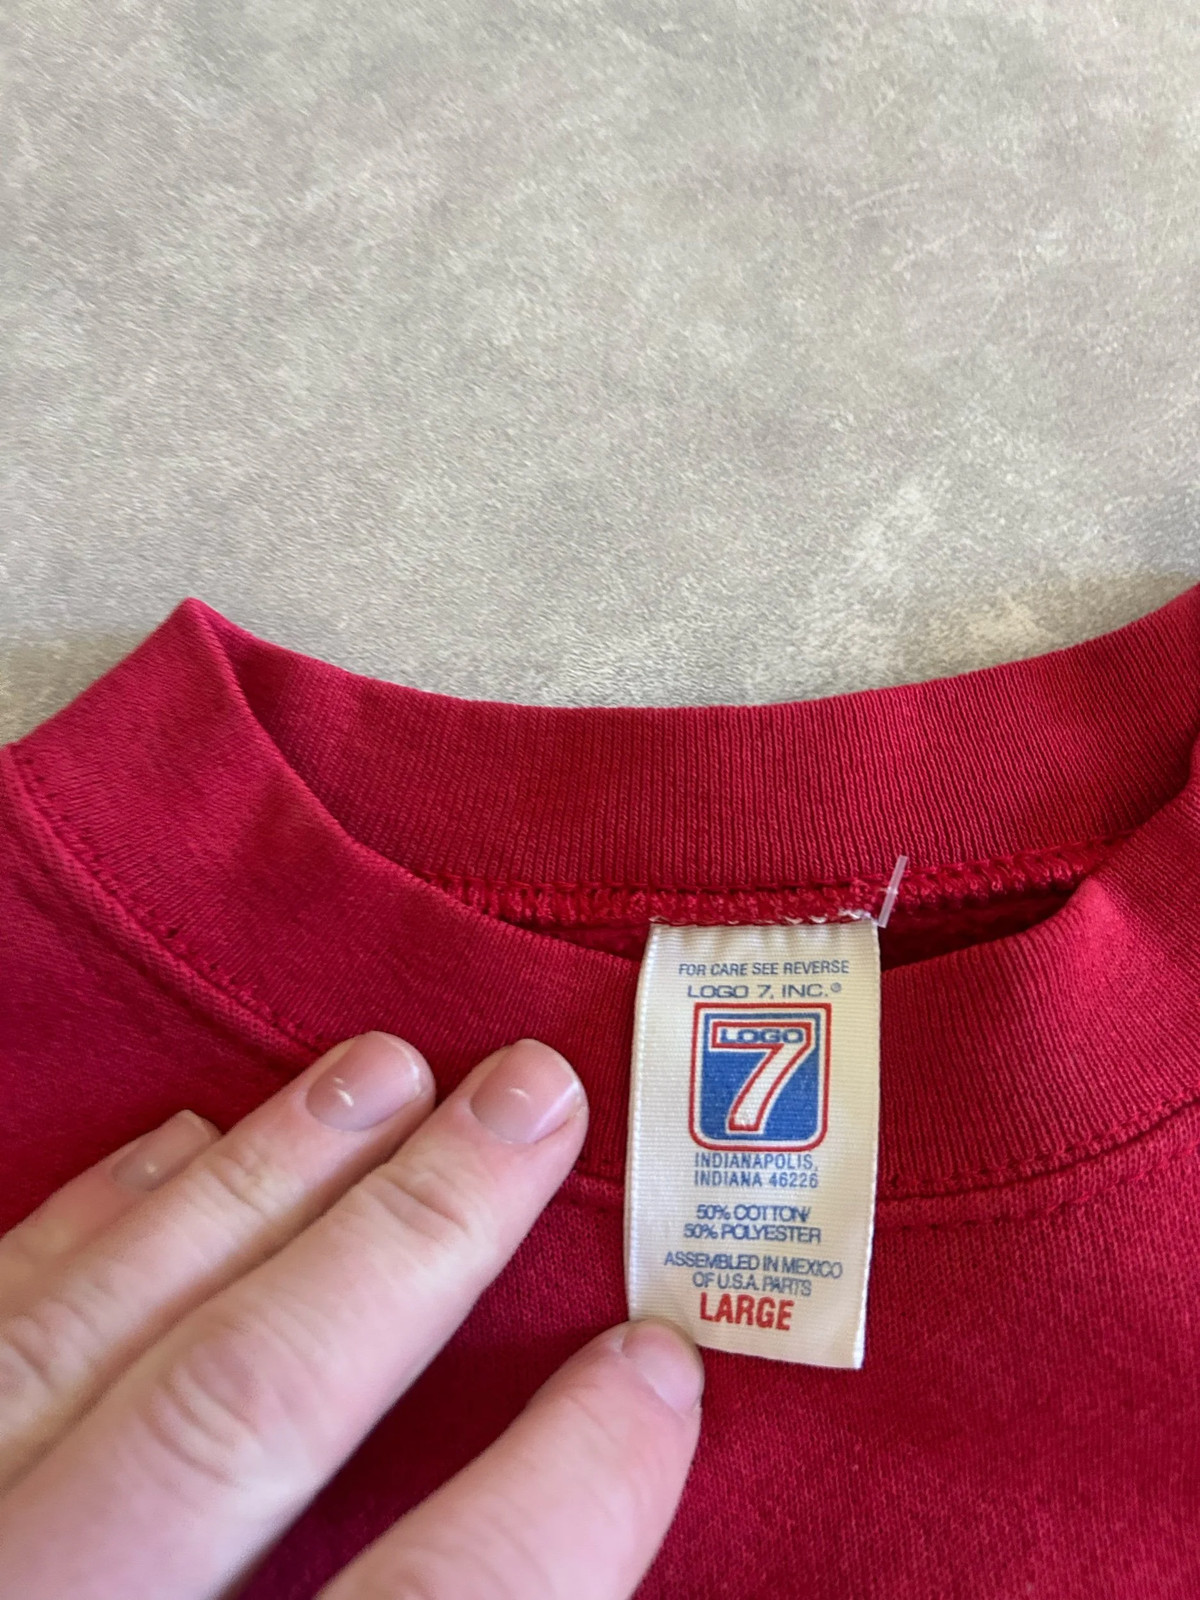 FOR CARE SEE REVERSE
LOGO 7, INC.®
LOGO
7
INDIANAPOLIS,
INDIANA 46226
50% COTTON/
50% POLYESTER
ASSEMBLED IN MEXICO
OF U.S.A. PARTS
LARGE